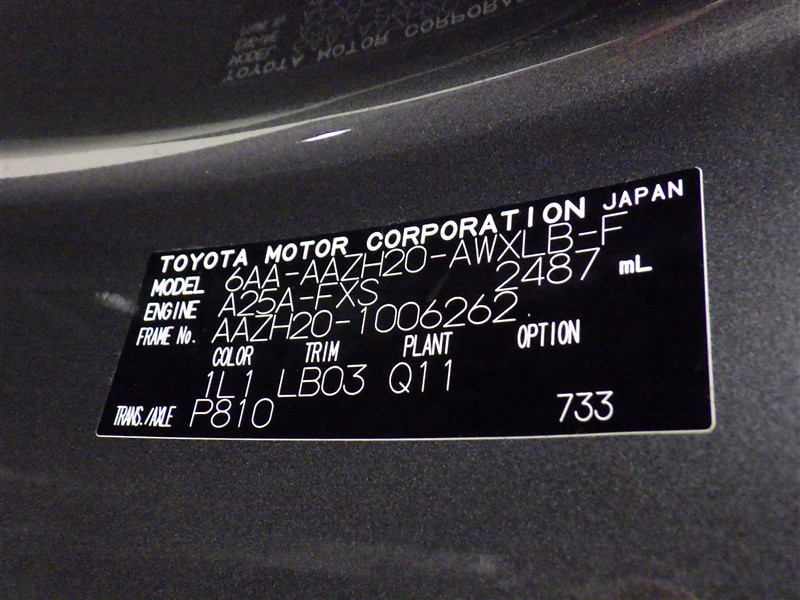 TOYOTA MOTOR CORPORATION JAPAN
MODEL 6AA-AAZH20-AWXLB-F
ENGINE A25A-FXS 2487 mL
FRAME No. AAZH20-1006262
COLOR TRIM PLANT OPTION
1L1 LB03 Q11
TRANS./AXLE P810 733